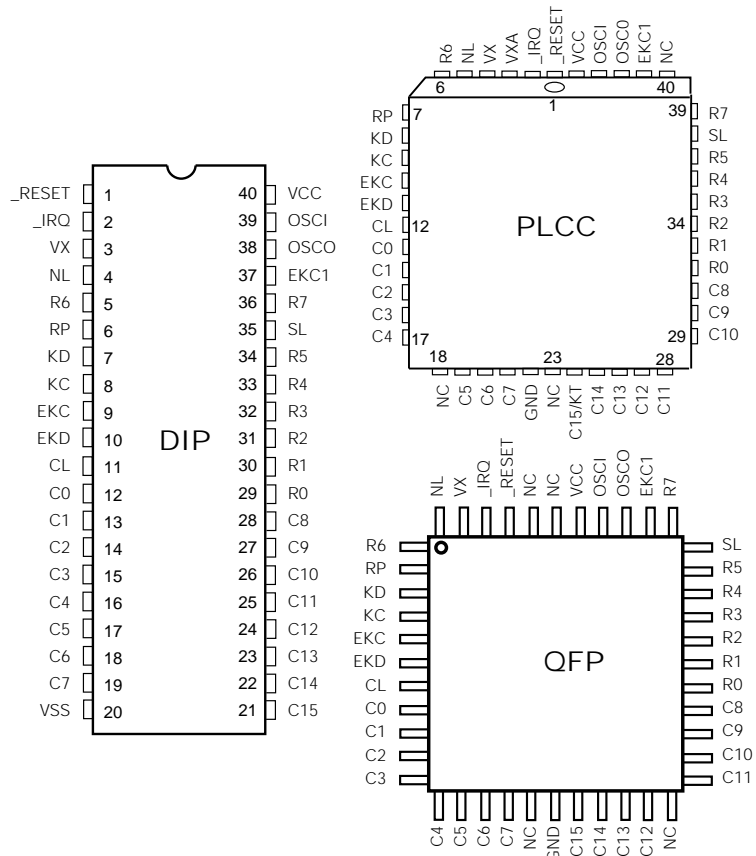 _RESET 1 40 VCC
_IRQ 2 39 OSCI
VX 3 38 OSCO
NL 4 37 EKC1
R6 5 36 R7
RP 6 35 SL
KD 7 34 R5
KC 8 33 R4
EKC 9 32 R3
EKD 10 31 R2
CL 11 30 R1
C0 12 29 R0
C1 13 28 C8
C2 14 27 C9
C3 15 26 C10
C4 16 25 C11
C5 17 24 C12
C6 18 23 C13
C7 19 22 C14
VSS 20 21 C15
DIP
R6 NL VX VXA _IRQ _RESET VCC OSCI OSC0 EKC1 NC
6 1 40
RP 7 39 R7
KD SL
KC R5
EKC R4
EKD R3
CL 12 34 R2
C0 R1
C1 R0
C2 C8
C3 C9
C4 17 29 C10
PLCC
18 23 28
NC C5 C6 C7 GND NC C15/KT C14 C13 C12 C11
NL VX _IRQ _RESET NC NC VCC OSCI OSCO EKC1 R7
R6 SL
RP R5
KD R4
KC R3
EKC R2
EKD R1
CL R0
C0 C8
C1 C9
C2 C10
C3 C11
QFP
C4 C5 C6 C7 NC GND C15 C14 C13 C12 NC